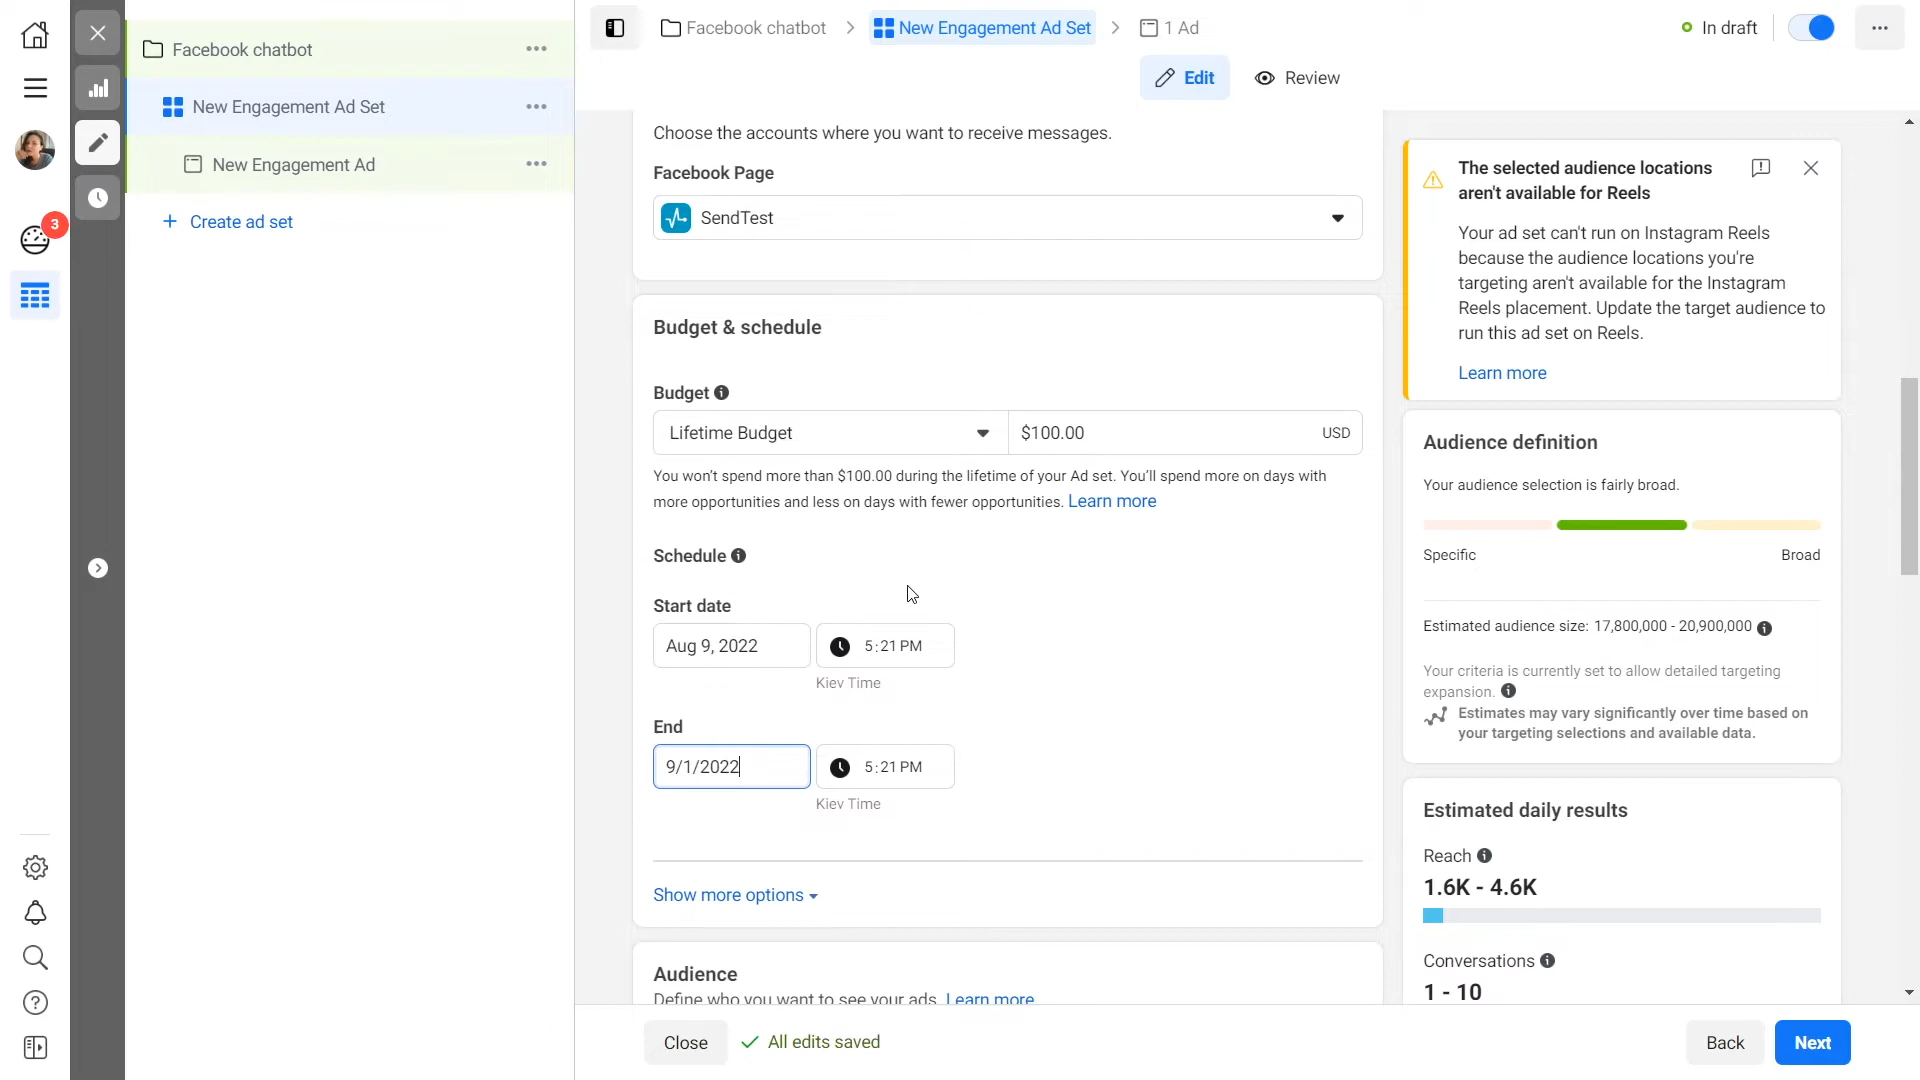 Facebook chatbot
New Engagement Ad Set
New Engagement Ad
+ Create ad set
3
Facebook chatbot > New Engagement Ad Set > 1 Ad
In draft
Edit
Review
Choose the accounts where you want to receive messages.
Facebook Page
SendTest
Budget & schedule
Budget
Lifetime Budget
$100.00
USD
You won't spend more than $100.00 during the lifetime of your Ad set. You'll spend more on days with
more opportunities and less on days with fewer opportunities. Learn more
Schedule
Start date
Aug 9, 2022
5:21 PM
Kiev Time
End
9/1/2022
5:21 PM
Kiev Time
Show more options
Audience
Define who you want to see your ads. Learn more
Close
All edits saved
Back
Next
The selected audience locations
aren't available for Reels
Your ad set can't run on Instagram Reels
because the audience locations you're
targeting aren't available for the Instagram
Reels placement. Update the target audience to
run this ad set on Reels.
Learn more
Audience definition
Your audience selection is fairly broad.
Specific
Broad
Estimated audience size: 17,800,000 - 20,900,000
Your criteria is currently set to allow detailed targeting
expansion.
Estimates may vary significantly over time based on
your targeting selections and available data.
Estimated daily results
Reach
1.6K - 4.6K
Conversations
1 - 10